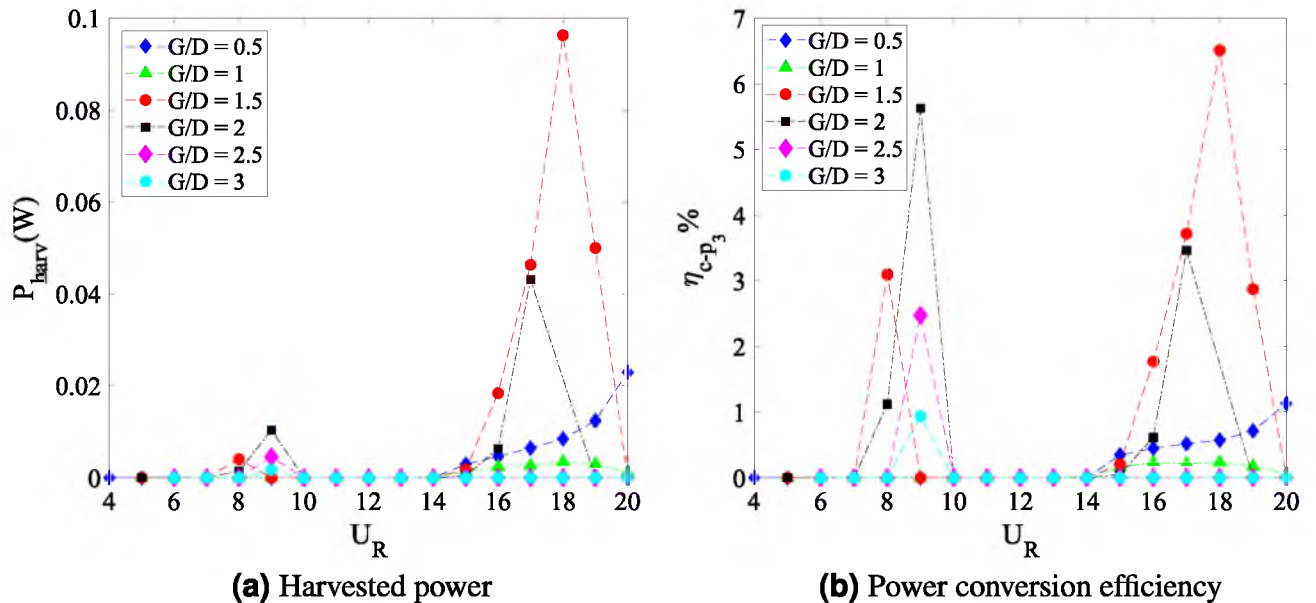 0.1
0.08
0.06
0.04
0.02
0
P_harv(W)
G/D = 0.5
G/D = 1
G/D = 1.5
G/D = 2
G/D = 2.5
G/D = 3
4 6 8 10 12 14 16 18 20
U_R
(a) Harvested power
7
6
5
4
3
2
1
0
η_c-p_3 %
G/D = 0.5
G/D = 1
G/D = 1.5
G/D = 2
G/D = 2.5
G/D = 3
4 6 8 10 12 14 16 18 20
U_R
(b) Power conversion efficiency